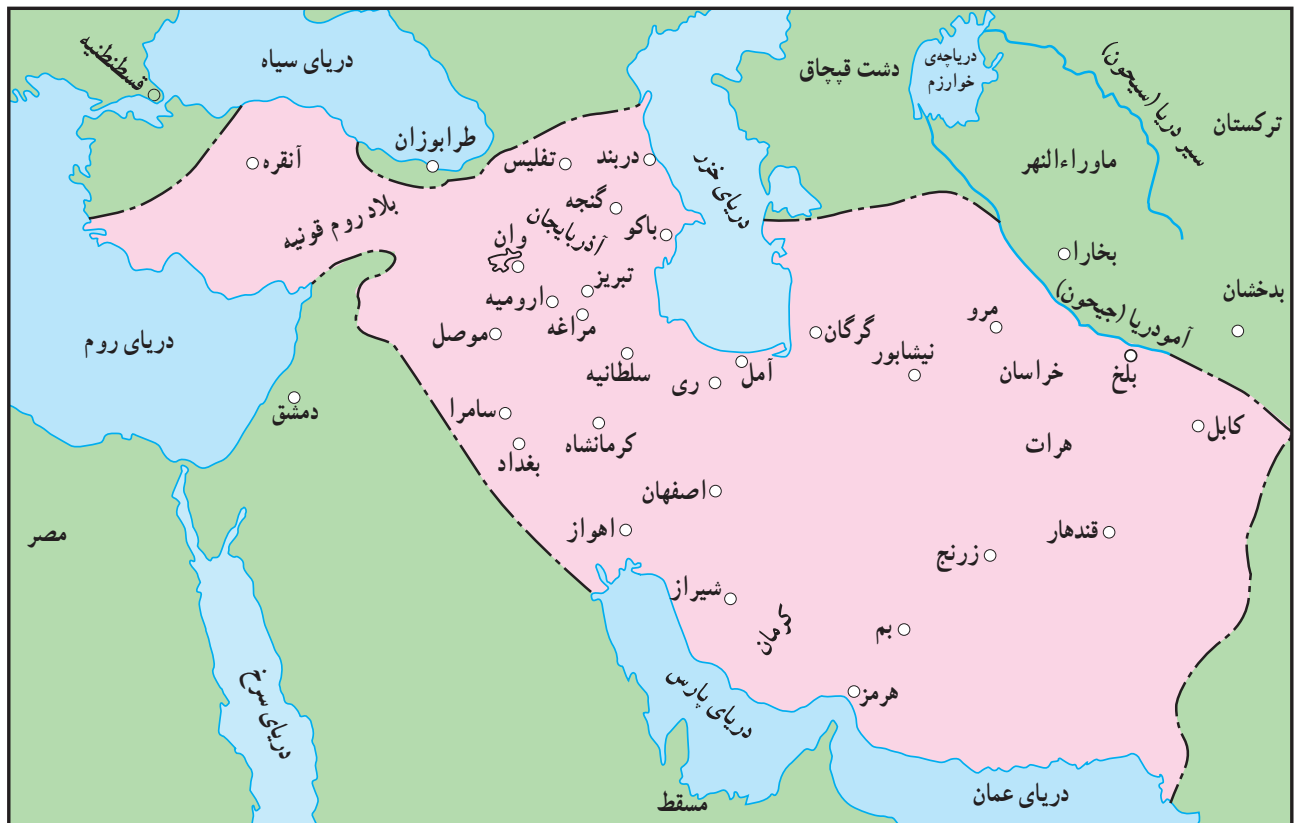 قسطنطنیه
دریای سیاه
دشت قپچاق
دریاچه‌ی
خوارزم
سیر دریا (سیحون)
ترکستان
ماوراءالنهر
آنقره
طرابوزان
تفلیس
دربند
دریای خزر
گنجه
باکو
بلاد روم قونیه
وان
آذربایجان
بخارا
بدخشان
تبریز
ارومیه
مراغه
موصل
گرگان
مرو
آمودریا (جیحون)
دریای روم
سلطانیه
ری
آمل
نیشابور
خراسان
بلخ
دمشق
سامرا
کرمانشاه
بغداد
هرات
کابل
اصفهان
اهواز
قندهار
زرنج
مصر
شیراز
کرمان
بم
هرمز
دریای سرخ
دریای پارس
مسقط
دریای عمان